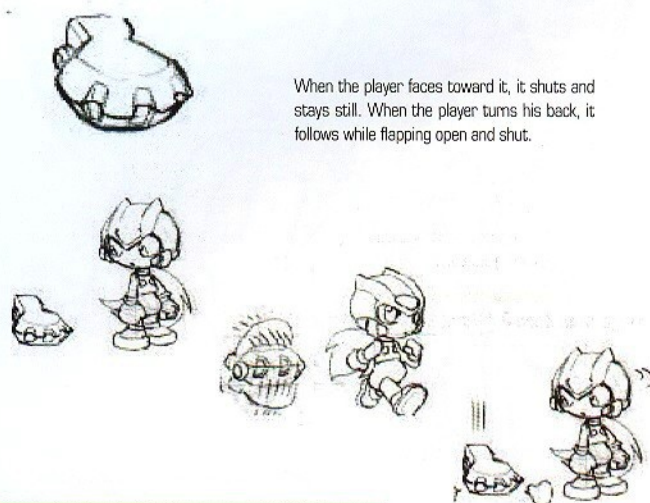 When the player faces toward it, it shuts and
stays still. When the player turns his back, it
follows while flapping open and shut.